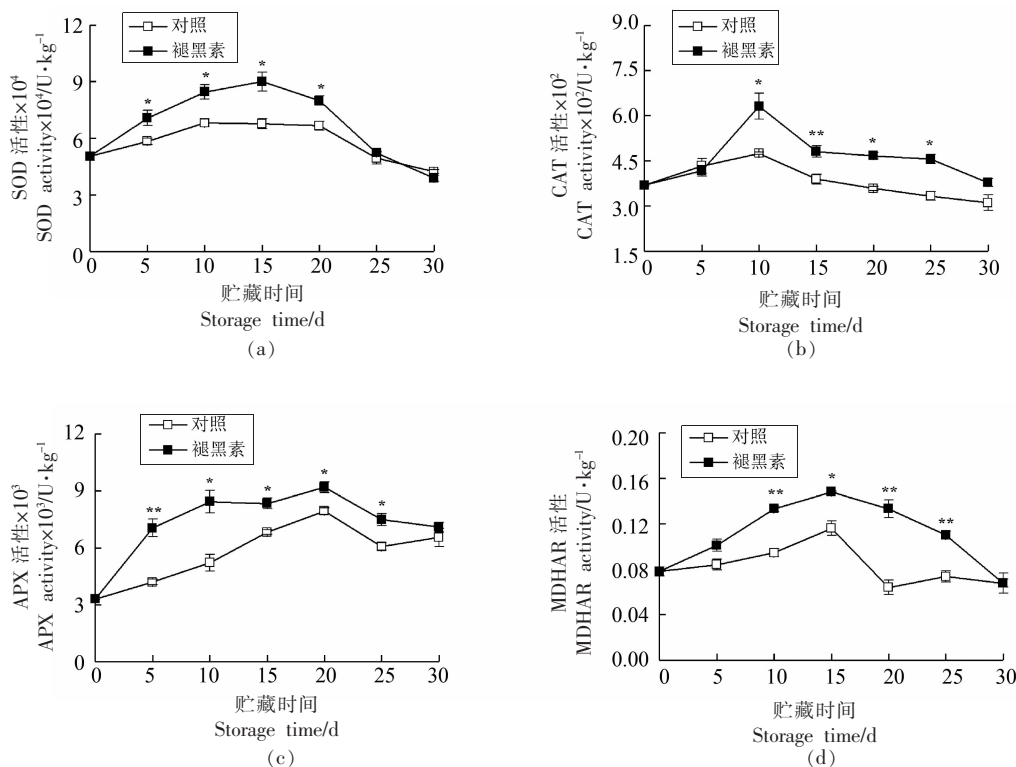 SOD 活性×10⁴
SOD activity×10⁴/U·kg⁻¹
12
9
6
3
0
对照
褪黑素
*
*
*
*
0 5 10 15 20 25 30
贮藏时间
Storage time/d
(a)
CAT 活性×10²
CAT activity×10²/U·kg⁻¹
9.0
7.5
6.0
4.5
3.0
1.5
对照
褪黑素
*
**
*
*
0 5 10 15 20 25 30
贮藏时间
Storage time/d
(b)
APX 活性×10³
APX activity×10³/U·kg⁻¹
12
9
6
3
0
对照
褪黑素
**
*
*
*
*
0 5 10 15 20 25 30
贮藏时间
Storage time/d
(c)
MDHAR 活性
MDHAR activity/U·kg⁻¹
0.20
0.16
0.12
0.08
0.04
0.00
对照
褪黑素
**
*
**
**
0 5 10 15 20 25 30
贮藏时间
Storage time/d
(d)